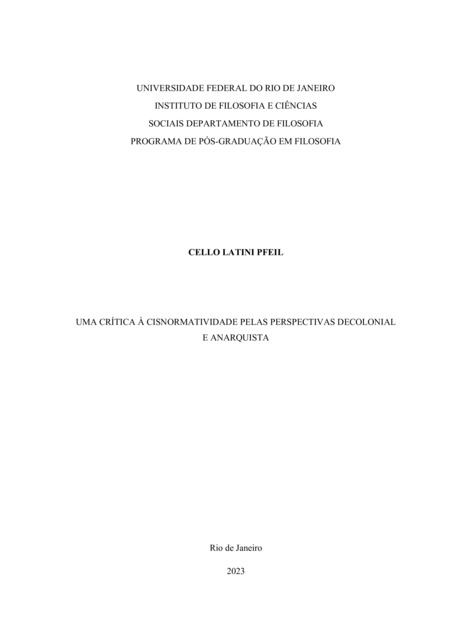 UNIVERSIDADE FEDERAL DO RIO DE JANEIRO
INSTITUTO DE FILOSOFIA E CIÊNCIAS
SOCIAIS DEPARTAMENTO DE FILOSOFIA
PROGRAMA DE PÓS-GRADUAÇÃO EM FILOSOFIA
CELLO LATINI PFEIL
UMA CRÍTICA À CISNORMATIVIDADE PELAS PERSPECTIVAS DECOLONIAL
E ANARQUISTA
Rio de Janeiro
2023